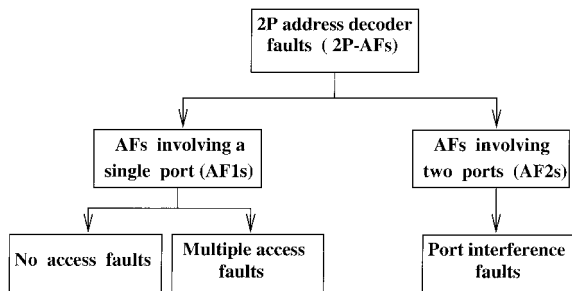 2P address decoder
faults ( 2P-AFs)
AFs involving a
single port (AF1s)
AFs involving
two ports (AF2s)
No access faults
Multiple access
faults
Port interference
faults